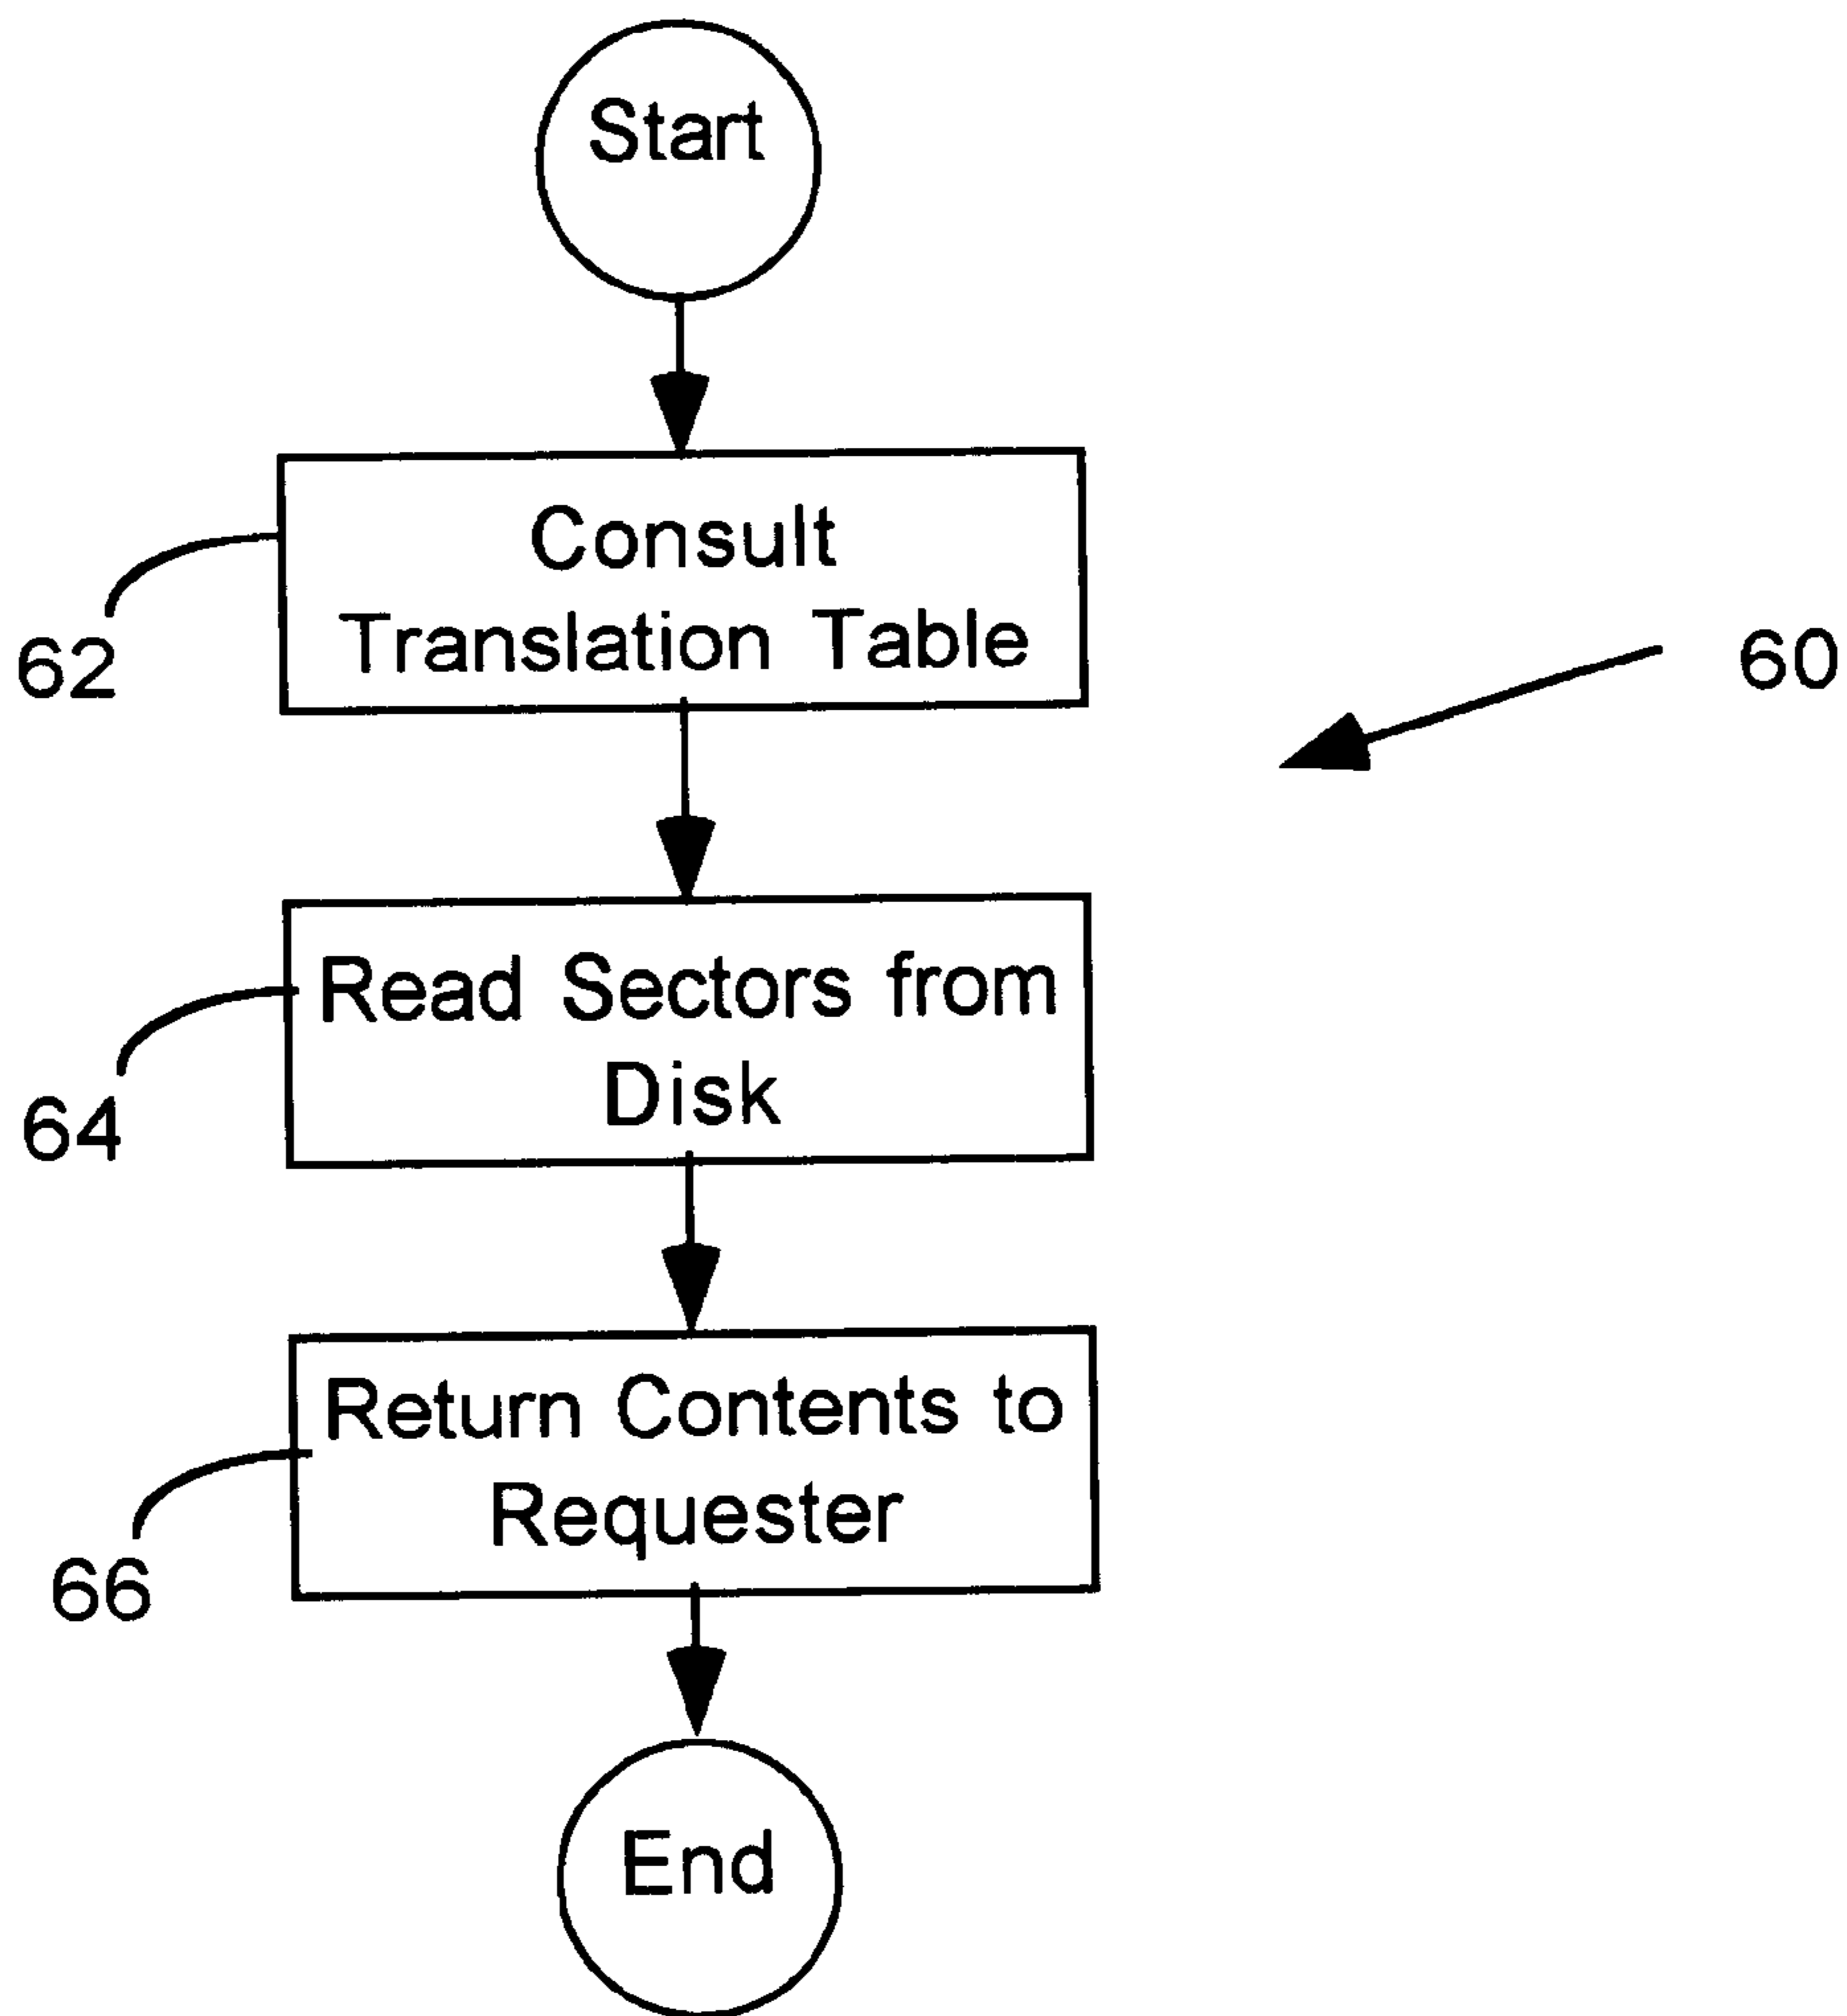 Start
Consult
Translation Table
62
60
Read Sectors from
Disk
64
Return Contents to
Requester
66
End